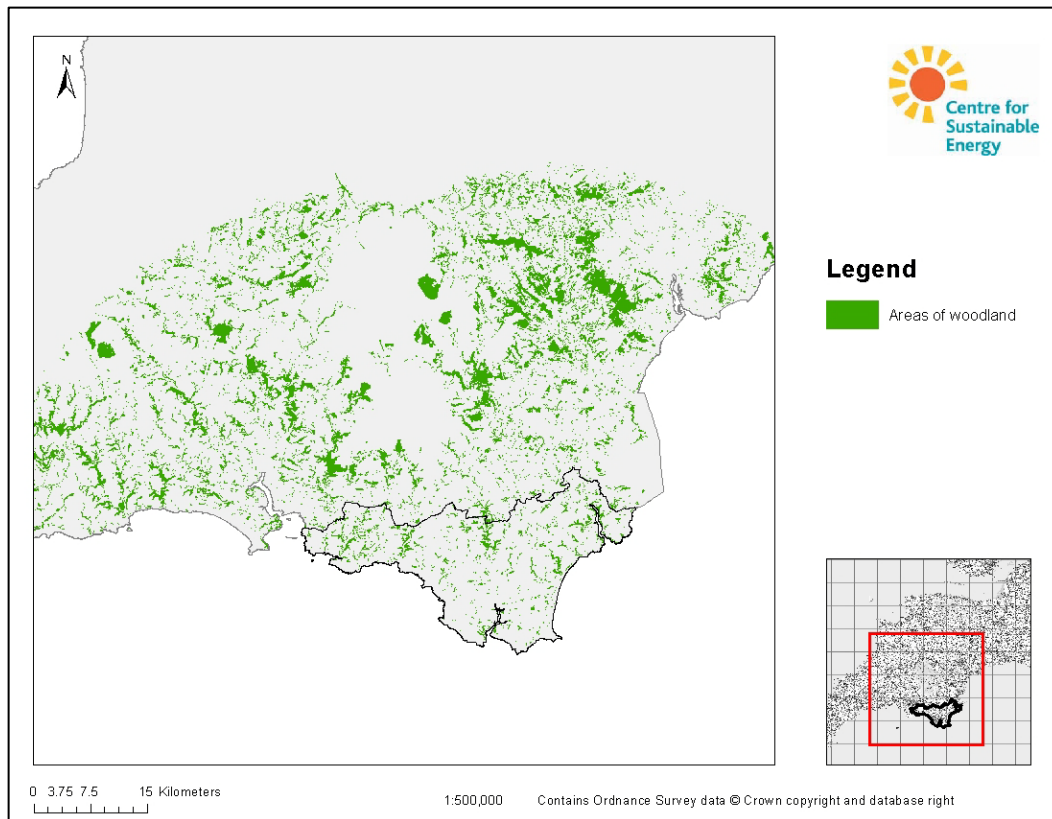 N
Centre for
Sustainable
Energy
Legend
Areas of woodland
0 3.75 7.5 15 Kilometers
1:500,000
Contains Ordnance Survey data © Crown copyright and database right